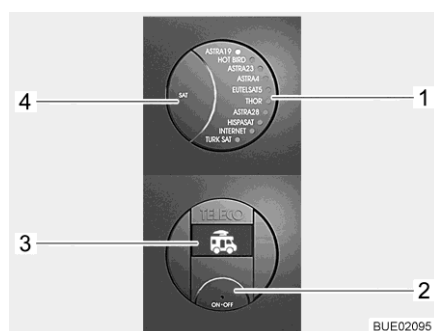 ASTRA19
HOT BIRD
ASTRA23
ASTRA4
EUTELSAT5
THOR
ASTRA28
HISPASAT
INTERNET
TURK SAT
SAT
4
1
TELECO
3
2
ON-OFF
BUE02095